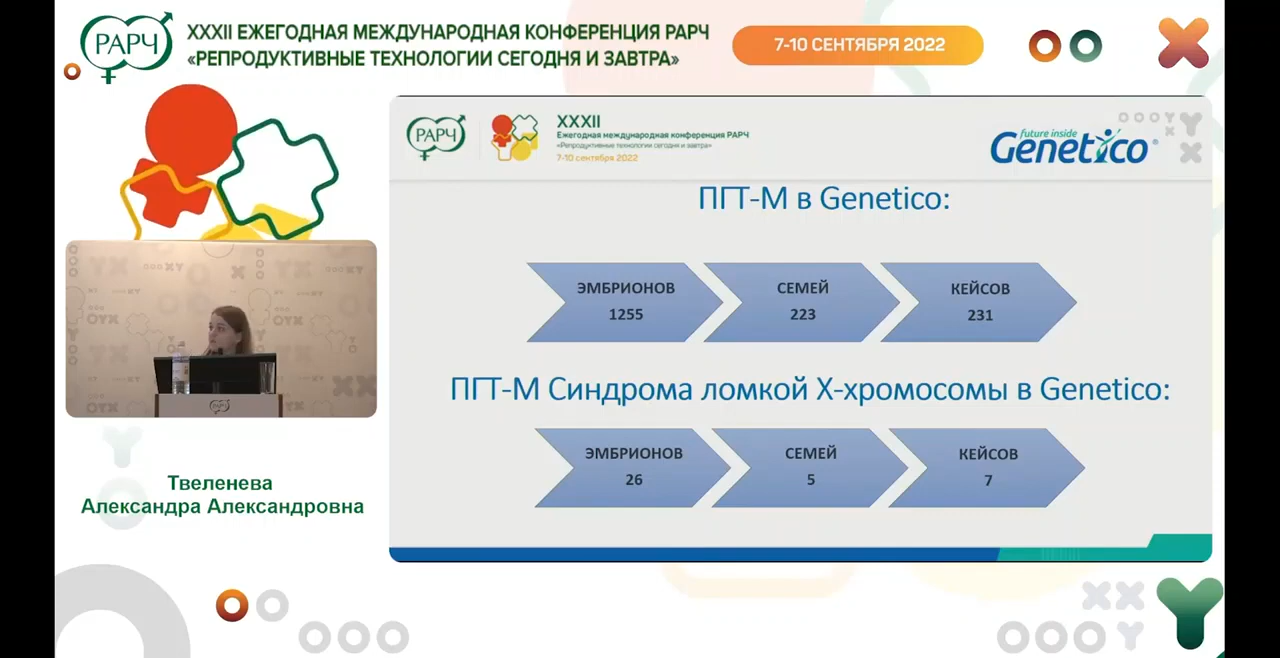 РАРЧ
XXXII ЕЖЕГОДНАЯ МЕЖДУНАРОДНАЯ КОНФЕРЕНЦИЯ РАРЧ
«РЕПРОДУКТИВНЫЕ ТЕХНОЛОГИИ СЕГОДНЯ И ЗАВТРА»
7-10 СЕНТЯБРЯ 2022
РАРЧ
XXXII
Ежегодная международная конференция РАРЧ
«Репродуктивные технологии сегодня и завтра»
7-10 сентября 2022
future inside
Genetico
ПГТ-М в Genetico:
ЭМБРИОНОВ
1255
СЕМЕЙ
223
КЕЙСОВ
231
ПГТ-М Синдрома ломкой Х-хромосомы в Genetico:
ЭМБРИОНОВ
26
СЕМЕЙ
5
КЕЙСОВ
7
РАРЧ
Твеленева
Александра Александровна